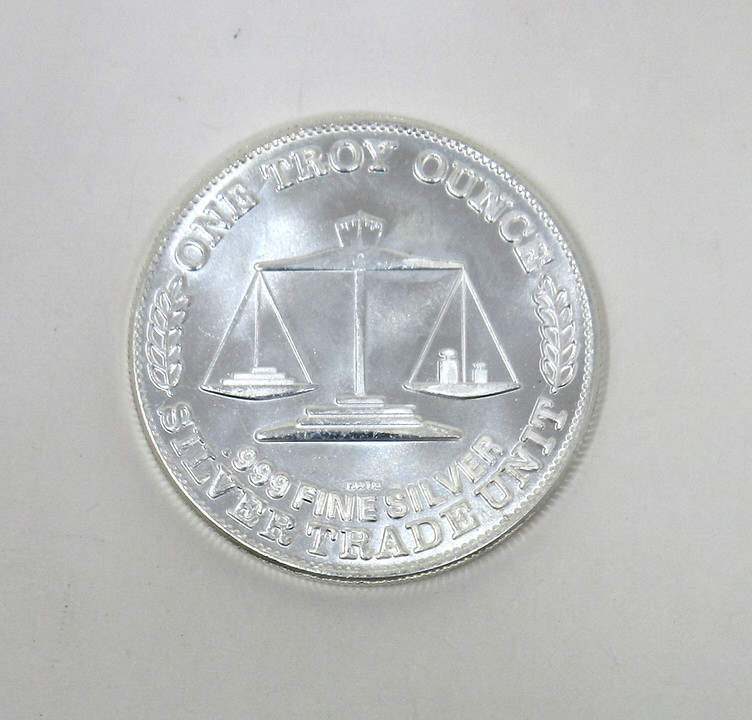 ONE TROY OUNCE
.999 FINE SILVER
SILVER TRADE UNIT